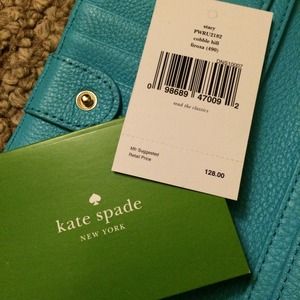 stacy
PWRU2182
cobble hill
firoza (490)
0 98689 47009 2
read the classics
Mfr Suggested
Retail Price
128.00
kate spade
NEW YORK